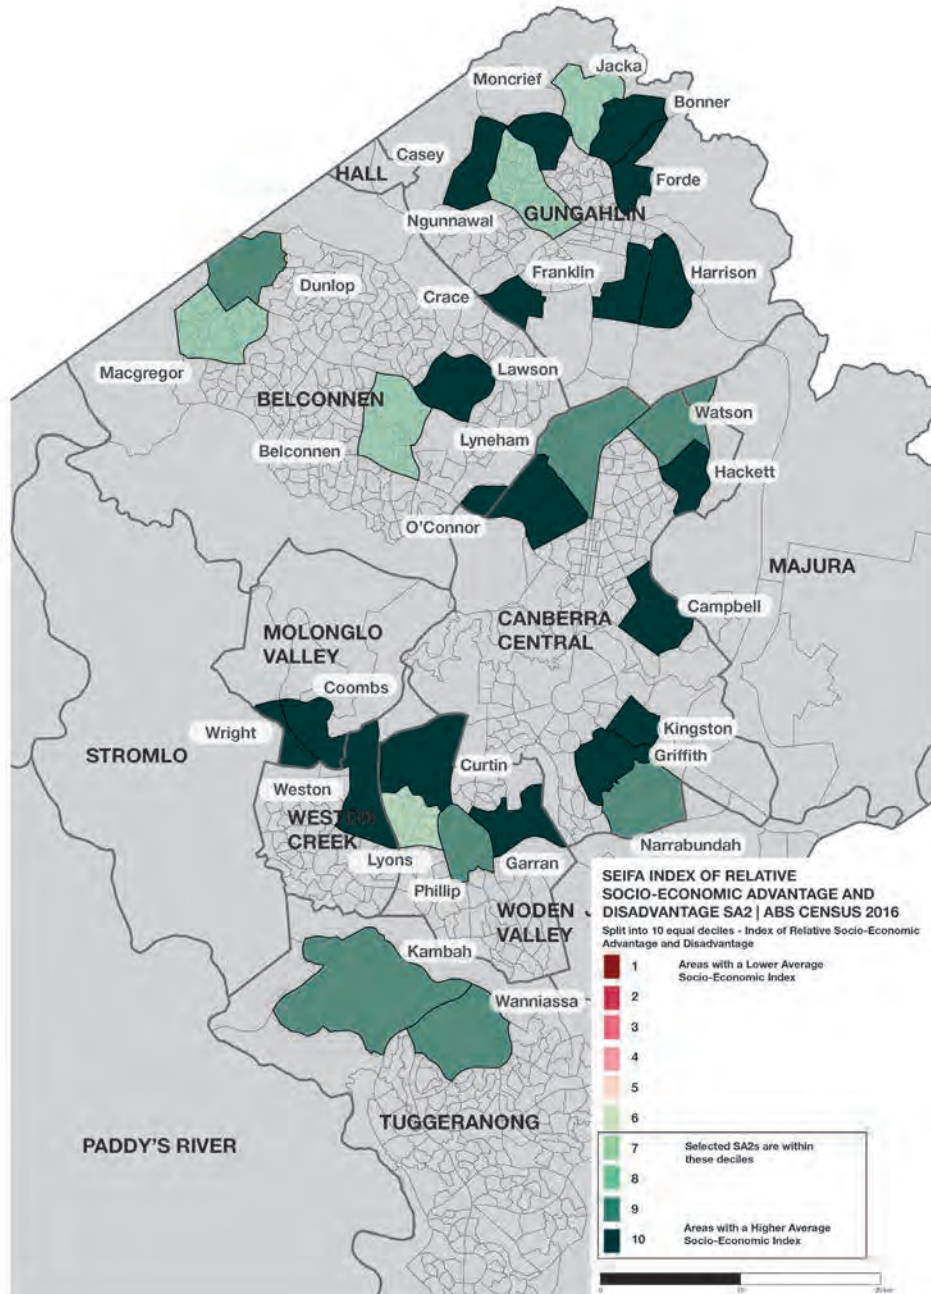 Jacka
Moncrief
Bonner
Casey
HALL
Forde
Ngunnawal
GUNGAHLIN
Franklin
Harrison
Dunlop
Crace
Macgregor
Lawson
BELCONNEN
Watson
Lyneham
Belconnen
Hackett
O'Connor
MAJURA
Campbell
CANBERRA
CENTRAL
MOLONGLO
VALLEY
Coombs
Wright
Kingston
STROMLO
Griffith
Curtin
Weston
WESTON
CREEK
Narrabundah
Lyons
Garran
Phillip
WODEN
VALLEY
Kambah
Wanniassa
TUGGERANONG
PADDY'S RIVER
SEIFA INDEX OF RELATIVE
SOCIO-ECONOMIC ADVANTAGE AND
DISADVANTAGE SA2 | ABS CENSUS 2016
Split into 10 equal deciles - Index of Relative Socio-Economic
Advantage and Disadvantage
1 Areas with a Lower Average
Socio-Economic Index
2
3
4
5
6
7 Selected SA2s are within
these deciles
8
9
10 Areas with a Higher Average
Socio-Economic Index
0